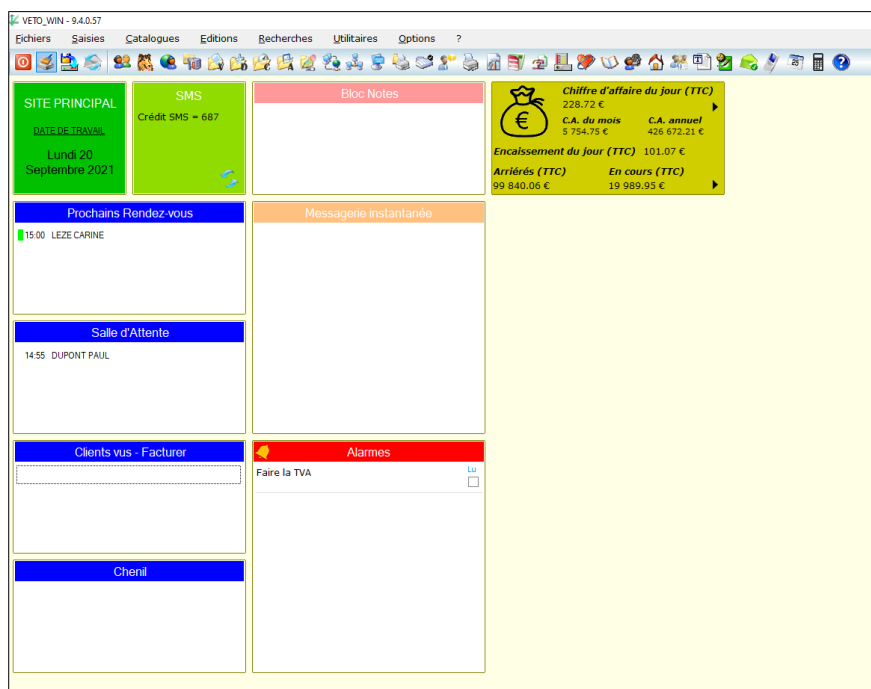 VETO_WIN - 9.4.0.57
Fichiers Saisies Catalogues Editions Recherches Utilitaires Options ?
SITE PRINCIPAL
DATE DE TRAVAIL
Lundi 20
Septembre 2021
SMS
Crédit SMS = 687
Bloc Notes
Chiffre d'affaire du jour (TTC)
228.72 €
C.A. du mois C.A. annuel
5 754.75 € 426 672.21 €
Encaissement du jour (TTC) 101.07 €
Arriérés (TTC) En cours (TTC)
99 840.06 € 19 989.95 €
Prochains Rendez-vous
15:00 LEZE CARINE
Messagerie instantanée
Salle d'Attente
14:55 DUPONT PAUL
Clients vus - Facturer
Alarmes
Faire la TVA Lu
Chenil